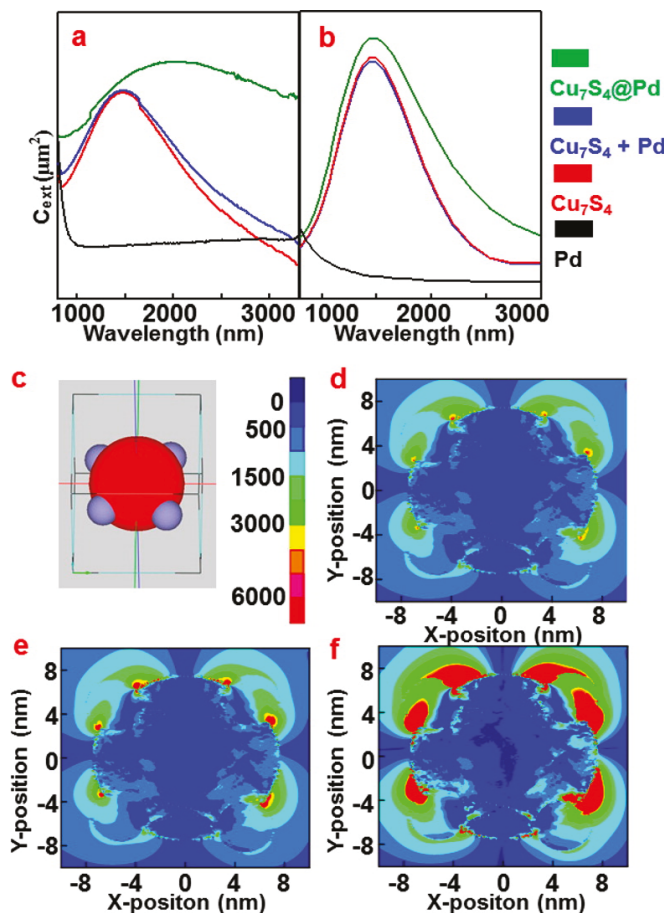 a
b
C_ext (μm²)
1000 2000 3000
1000 2000 3000
Wavelength (nm)
Wavelength (nm)
Cu₇S₄@Pd
Cu₇S₄ + Pd
Cu₇S₄
Pd
c
0
500
1500
3000
6000
d
Y-position (nm)
8
4
0
-4
-8
-8 -4 0 4 8
X-positon (nm)
e
Y-position (nm)
8
4
0
-4
-8
-8 -4 0 4 8
X-positon (nm)
f
Y-position (nm)
8
4
0
-4
-8
-8 -4 0 4 8
X-positon (nm)